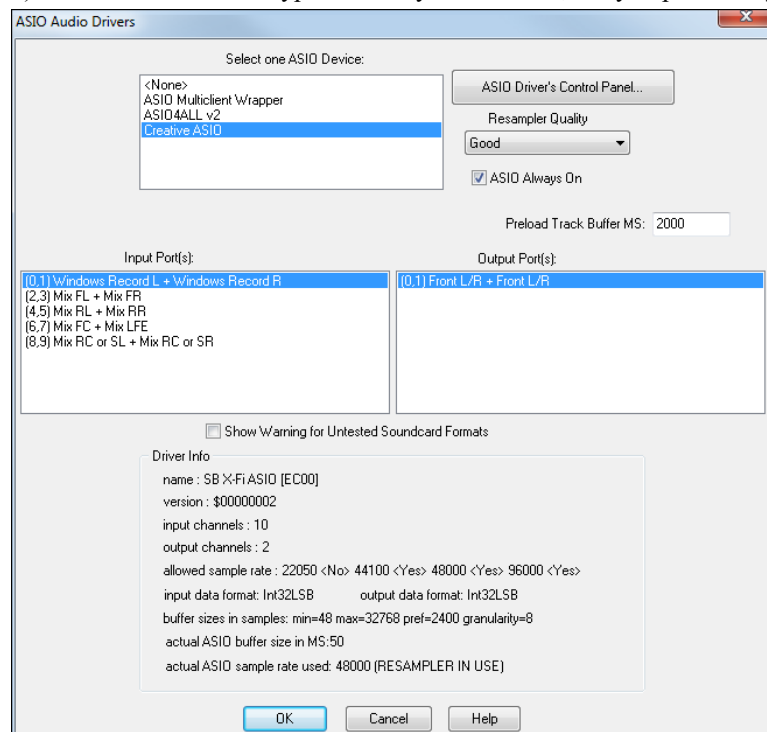 ASIO Audio Drivers
Select one ASIO Device:
<None>
ASIO Multiclient Wrapper
ASIO4ALL v2
Creative ASIO
ASIO Driver's Control Panel...
Resampler Quality
Good
ASIO Always On
Preload Track Buffer MS: 2000
Input Port(s):
(0,1) Windows Record L + Windows Record R
(2,3) Mix FL + Mix FR
(4,5) Mix RL + Mix RR
(6,7) Mix FC + Mix LFE
(8,9) Mix RC or SL + Mix RC or SR
Output Port(s):
(0,1) Front L/R + Front L/R
Show Warning for Untested Soundcard Formats
Driver Info
name : SB X-Fi ASIO [EC00]
version : $00000002
input channels : 10
output channels : 2
allowed sample rate : 22050 <No> 44100 <Yes> 48000 <Yes> 96000 <Yes>
input data format: Int32LSB output data format: Int32LSB
buffer sizes in samples: min=48 max=32768 pref=2400 granularity=8
actual ASIO buffer size in MS:50
actual ASIO sample rate used: 48000 (RESAMPLER IN USE)
OK Cancel Help